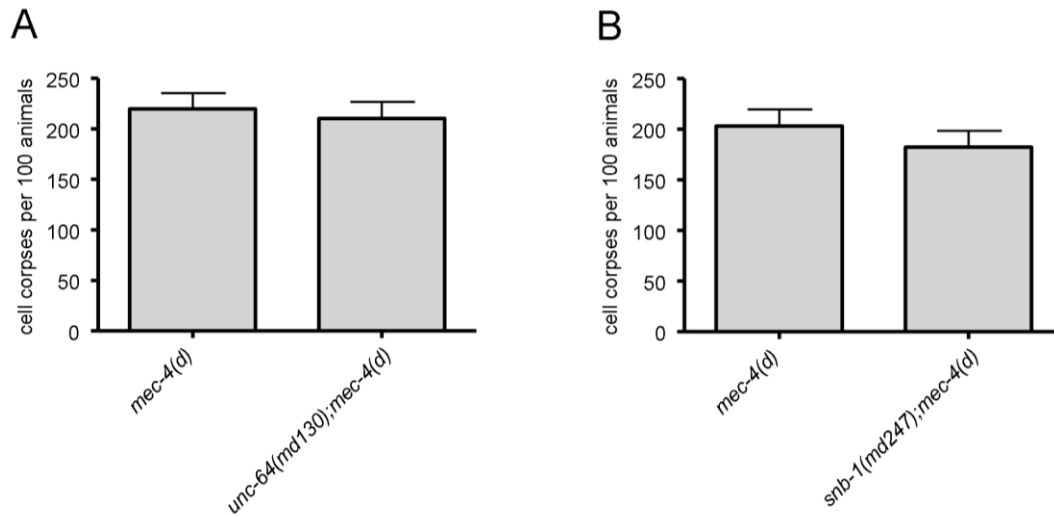 A
cell corpses per 100 animals
250
200
150
100
50
0
mec-4(d)
unc-64(md130);mec-4(d)
B
cell corpses per 100 animals
250
200
150
100
50
0
mec-4(d)
snb-1(md247);mec-4(d)